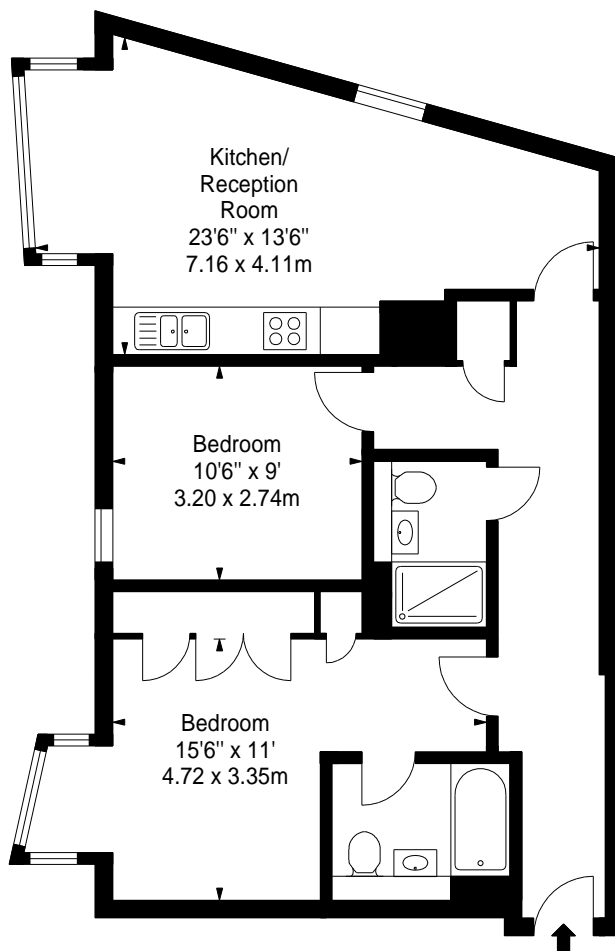 Kitchen/
Reception
Room
23'6" x 13'6"
7.16 x 4.11m
Bedroom
10'6" x 9'
3.20 x 2.74m
Bedroom
15'6" x 11'
4.72 x 3.35m